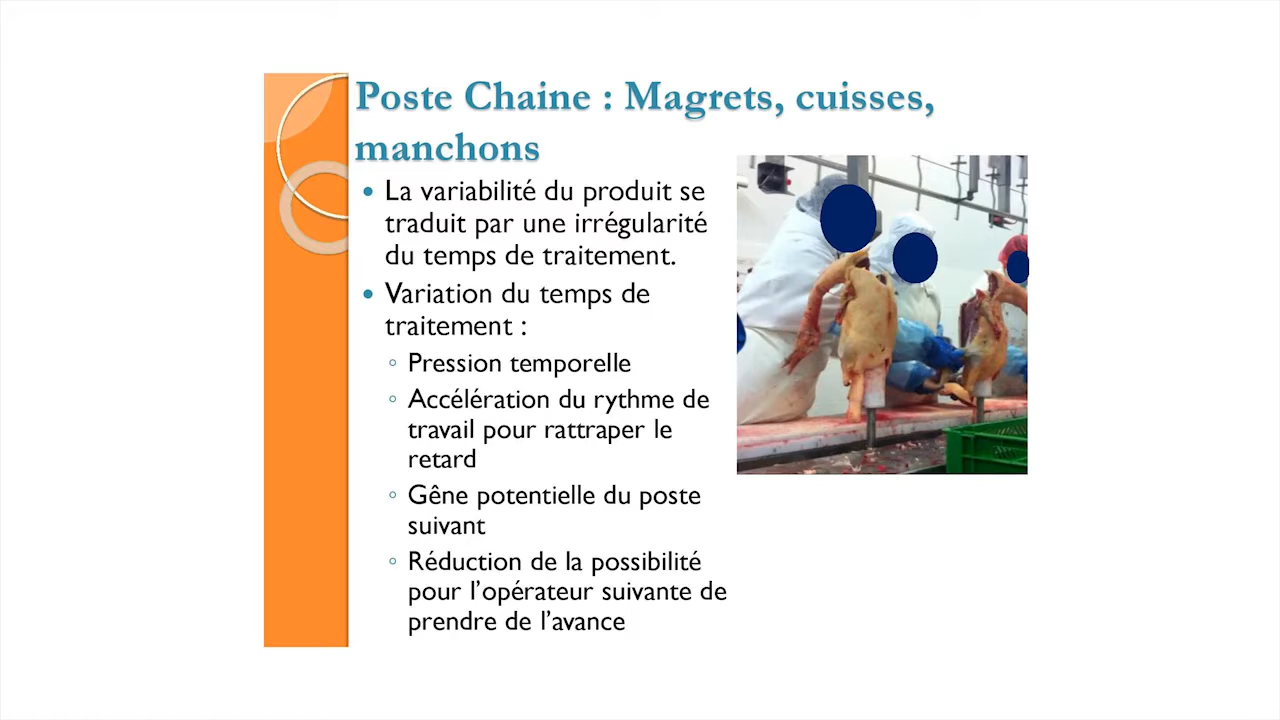 Poste Chaine : Magrets, cuisses,
manchons
• La variabilité du produit se
traduit par une irrégularité
du temps de traitement.
• Variation du temps de
traitement :
◦ Pression temporelle
◦ Accélération du rythme de
travail pour rattraper le
retard
◦ Gêne potentielle du poste
suivant
◦ Réduction de la possibilité
pour l’opérateur suivante de
prendre de l’avance